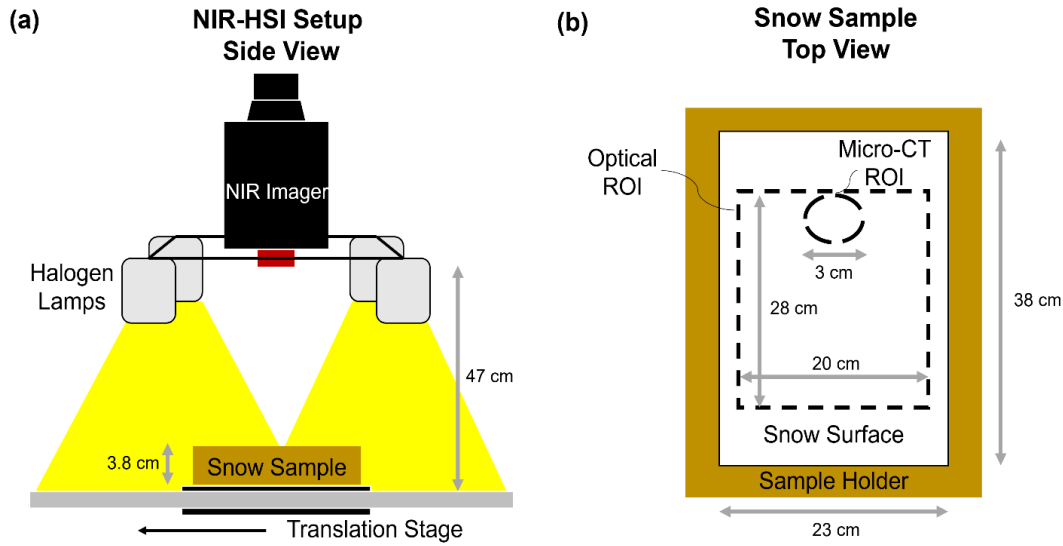 (a)
NIR-HSI Setup
Side View
NIR Imager
Halogen
Lamps
47 cm
3.8 cm
Snow Sample
Translation Stage
(b)
Snow Sample
Top View
Optical
ROI
Micro-CT
ROI
3 cm
28 cm
38 cm
20 cm
Snow Surface
Sample Holder
23 cm